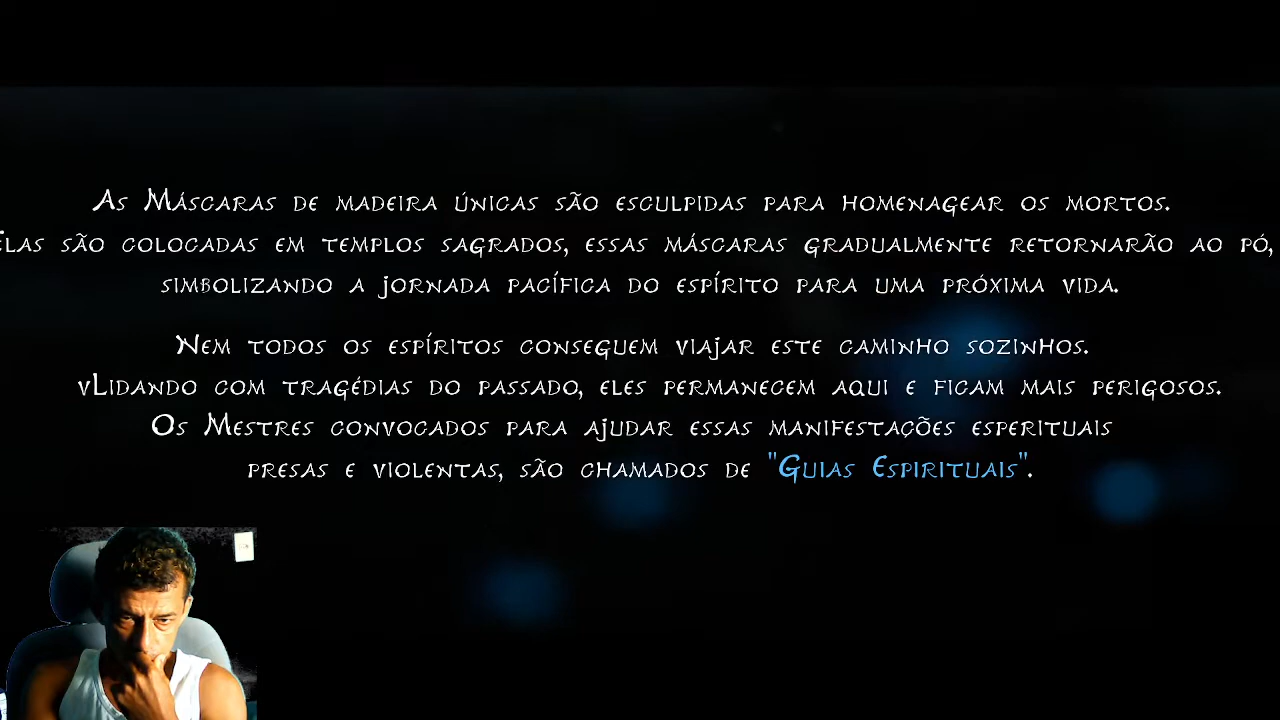 As Máscaras de madeira únicas são esculpidas para homenagear os mortos.
Elas são colocadas em templos sagrados, essas máscaras gradualmente retornarão ao pó,
simbolizando a jornada pacífica do espírito para uma próxima vida.
Nem todos os espíritos conseguem viajar este caminho sozinhos.
vLidando com tragédias do passado, eles permanecem aqui e ficam mais perigosos.
Os Mestres convocados para ajudar essas manifestações esperituais
presas e violentas, são chamados de "Guias Espirituais".